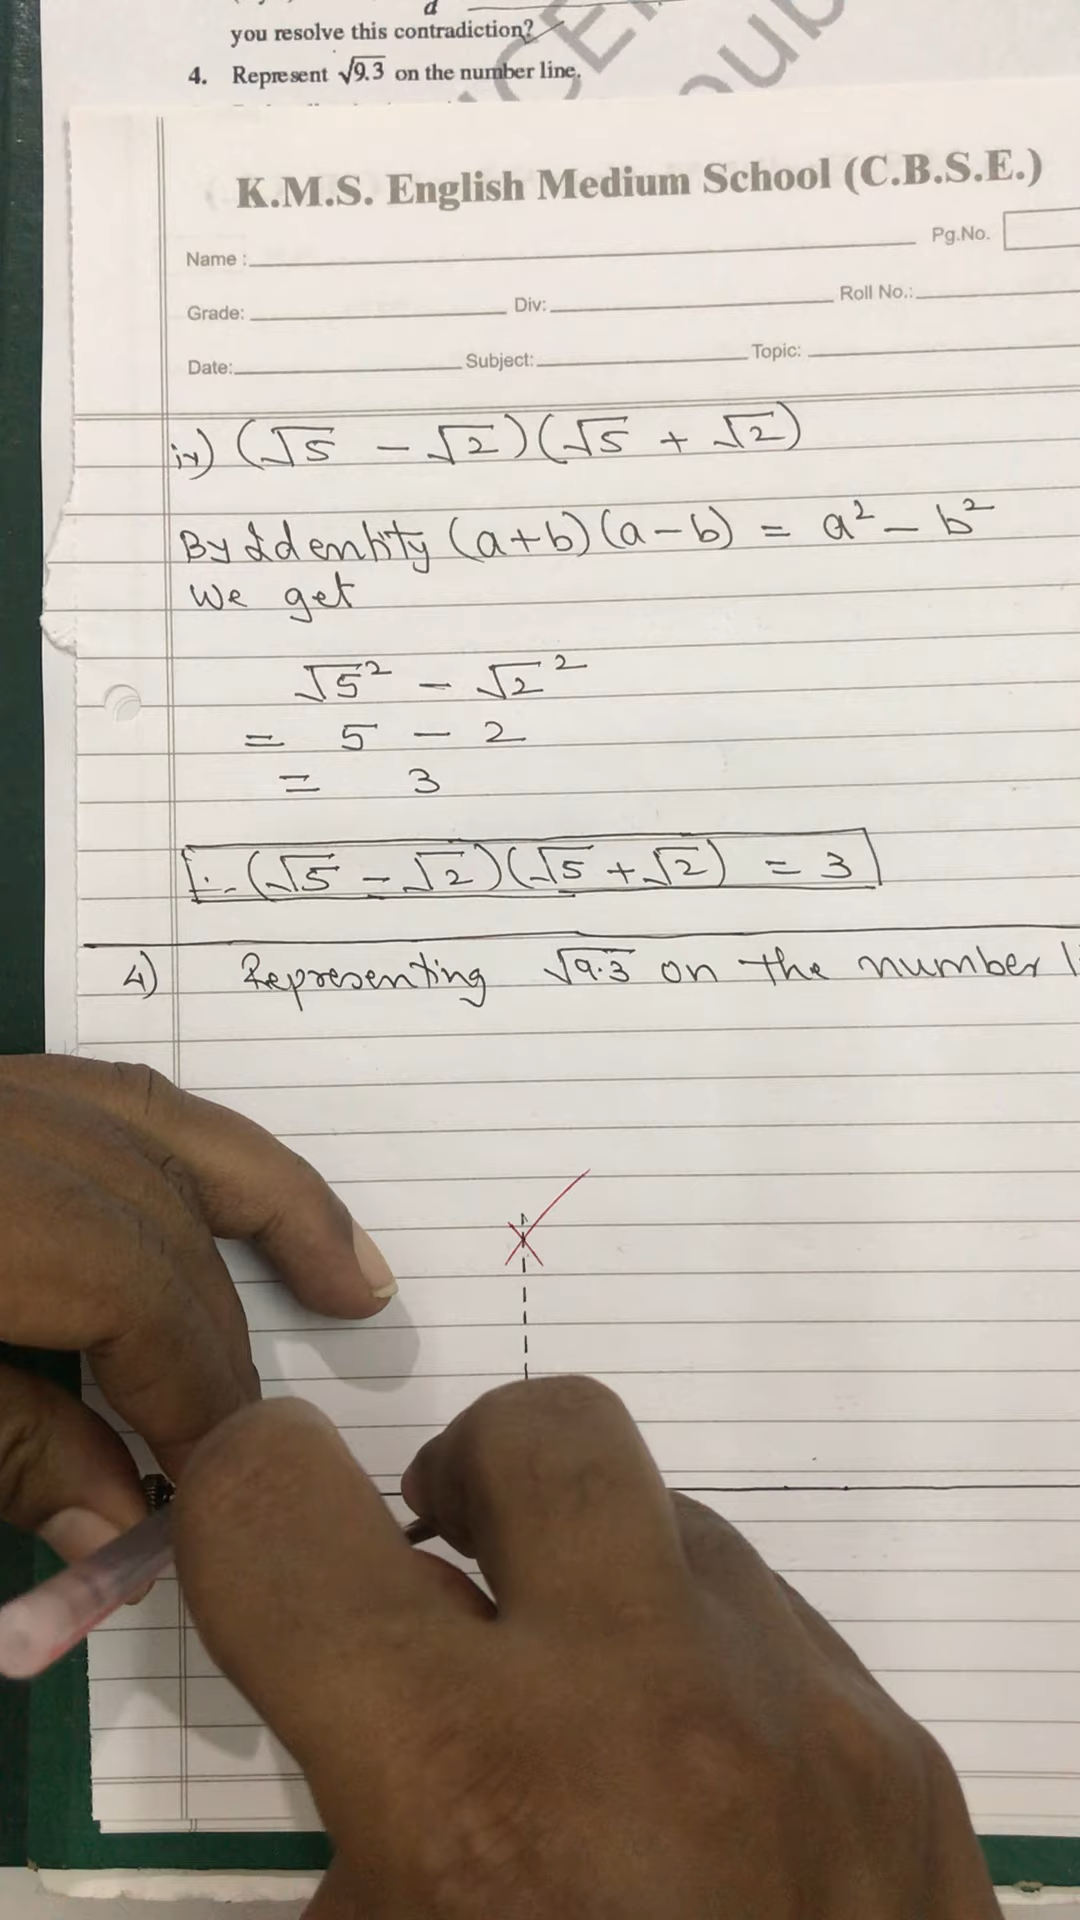 d
you resolve this contradiction?
4. Represent √9.3 on the number line.
K.M.S. English Medium School (C.B.S.E.)
Pg.No.
Name :
Grade: Div: Roll No.:
Date: Subject: Topic:
iv) (√5 - √2)(√5 + √2)
By Identity (a+b)(a-b) = a² - b²
We get
√5² - √2²
= 5 - 2
= 3
∴ (√5 - √2)(√5 + √2) = 3
4) Representing √9.3 on the number